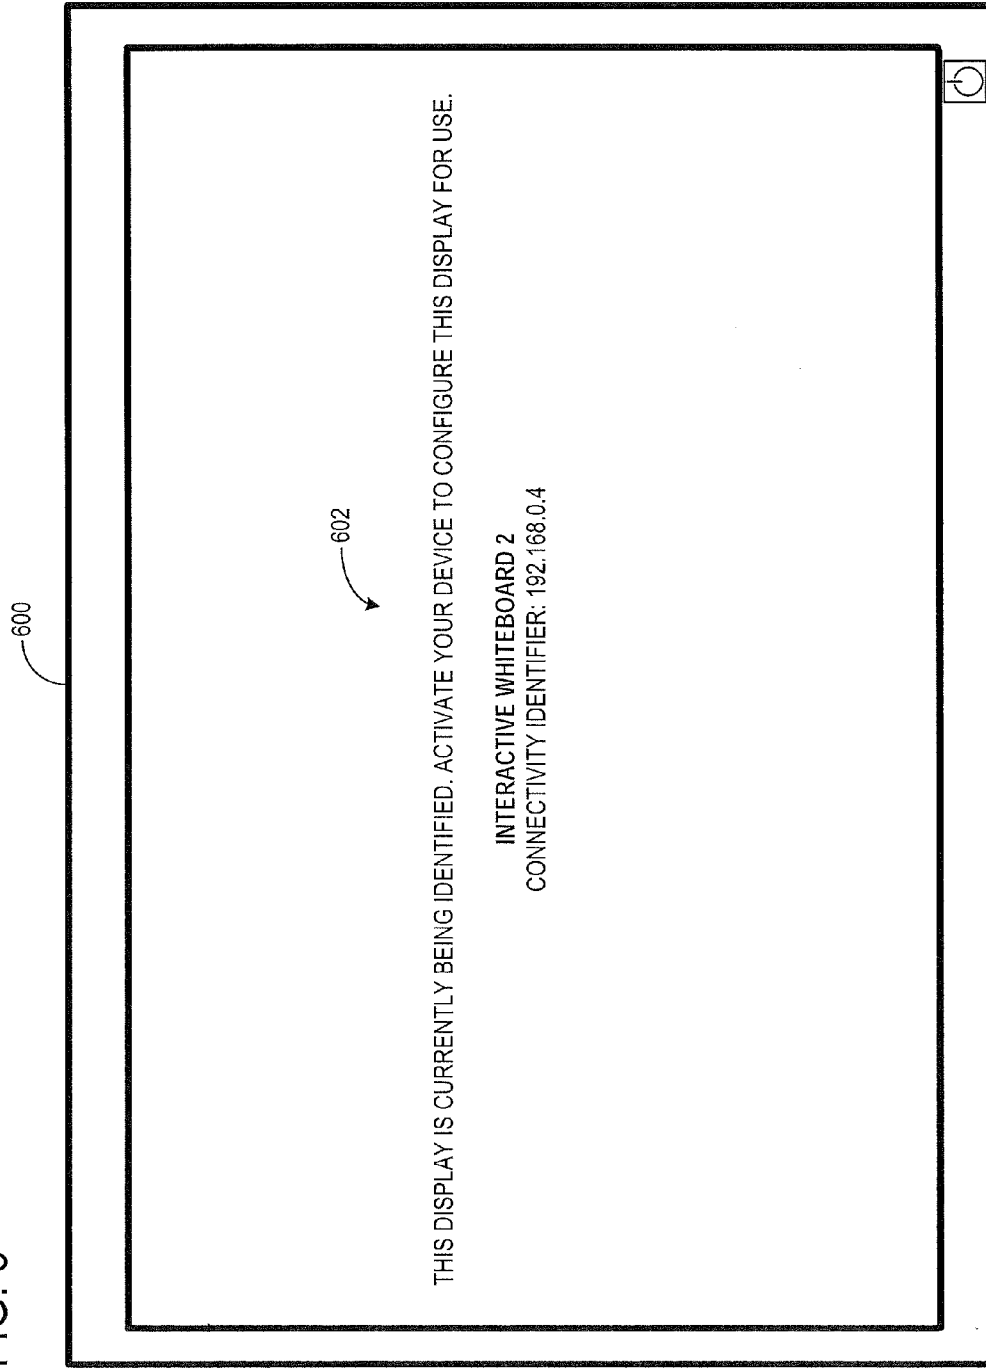 600
602
THIS DISPLAY IS CURRENTLY BEING IDENTIFIED. ACTIVATE YOUR DEVICE TO CONFIGURE THIS DISPLAY FOR USE.
INTERACTIVE WHITEBOARD 2
CONNECTIVITY IDENTIFIER: 192.168.0.4